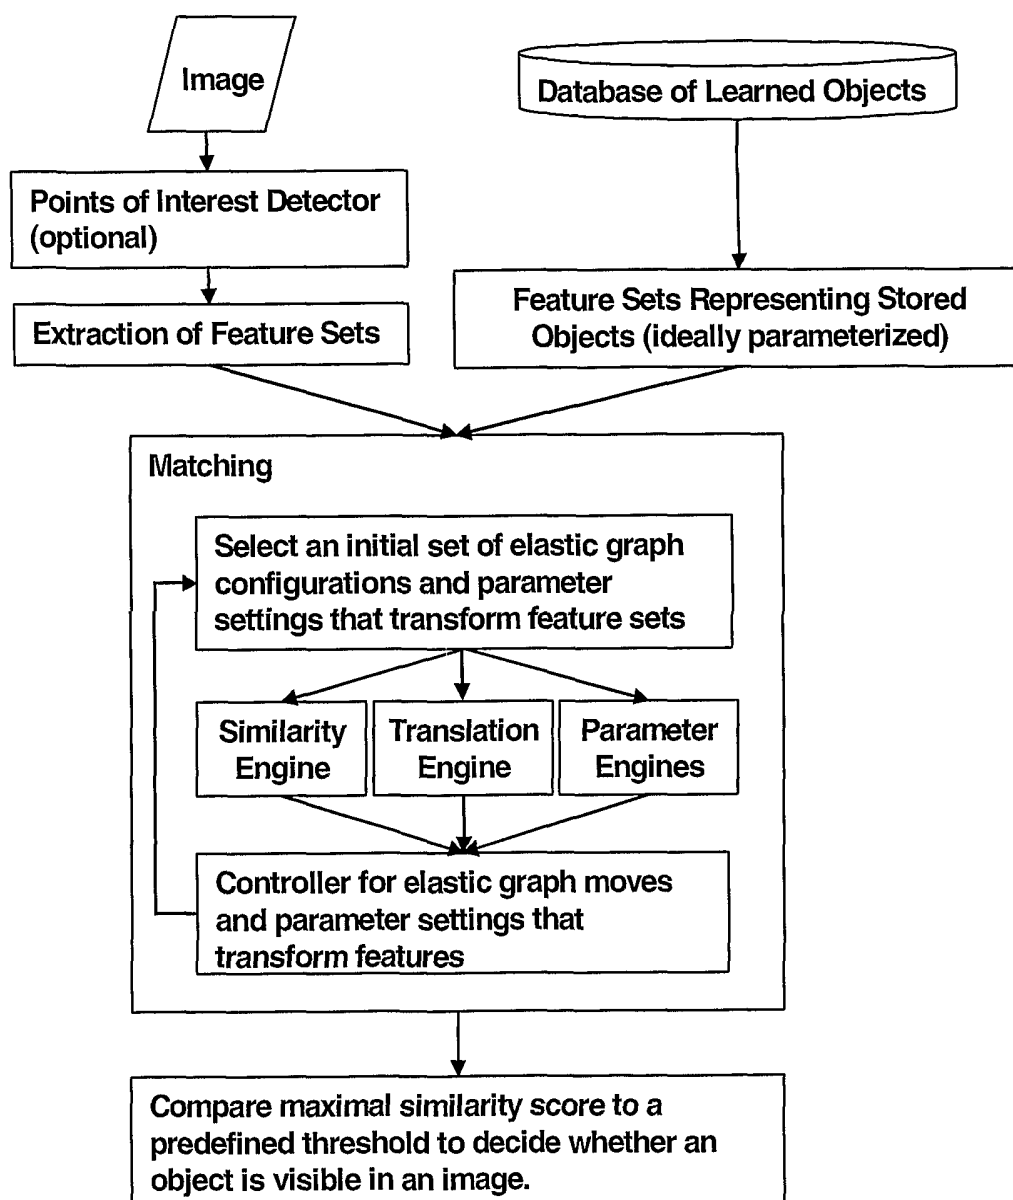 Image
Database of Learned Objects
Points of Interest Detector
(optional)
Extraction of Feature Sets
Feature Sets Representing Stored
Objects (ideally parameterized)
Matching
Select an initial set of elastic graph
configurations and parameter
settings that transform feature sets
Similarity
Engine
Translation
Engine
Parameter
Engines
Controller for elastic graph moves
and parameter settings that
transform features
Compare maximal similarity score to a
predefined threshold to decide whether an
object is visible in an image.